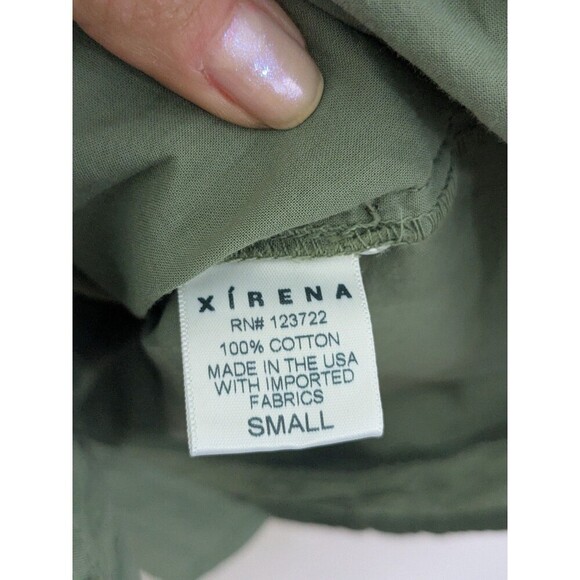 XÍRENA
RN# 123722
100% COTTON
MADE IN THE USA
WITH IMPORTED
FABRICS
SMALL